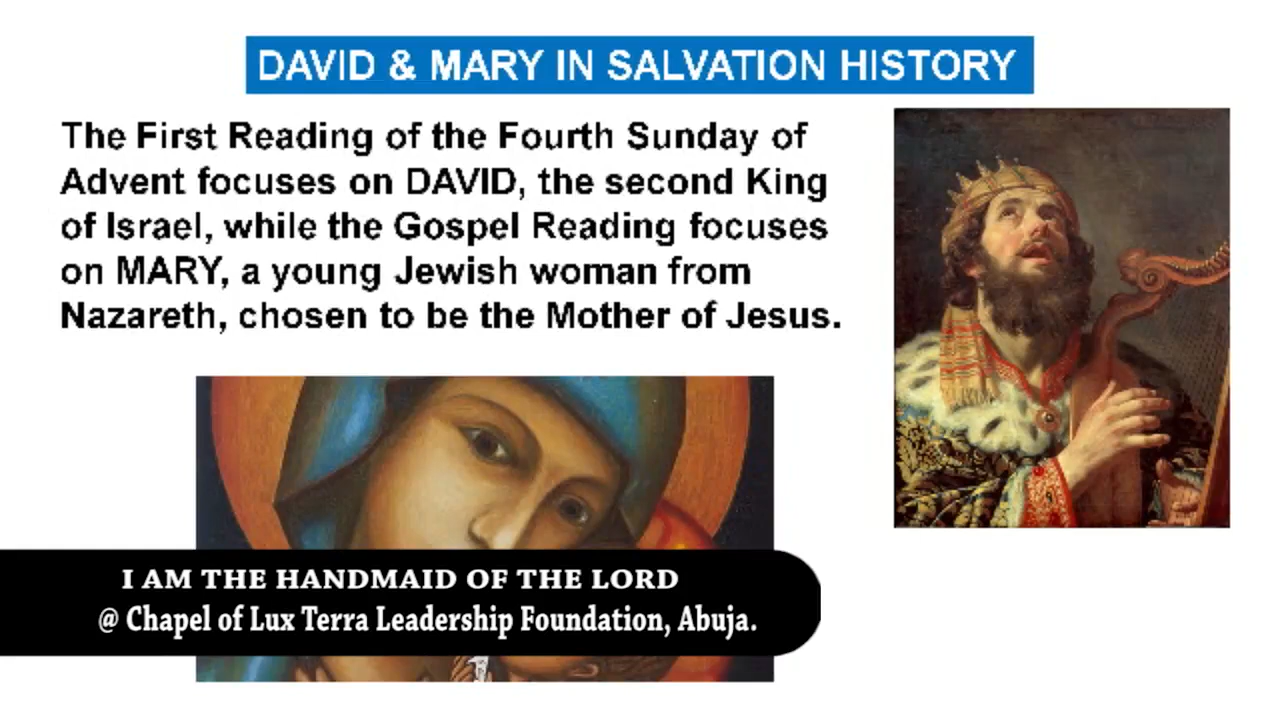 DAVID & MARY IN SALVATION HISTORY
The First Reading of the Fourth Sunday of
Advent focuses on DAVID, the second King
of Israel, while the Gospel Reading focuses
on MARY, a young Jewish woman from
Nazareth, chosen to be the Mother of Jesus.
I AM THE HANDMAID OF THE LORD
@ Chapel of Lux Terra Leadership Foundation, Abuja.